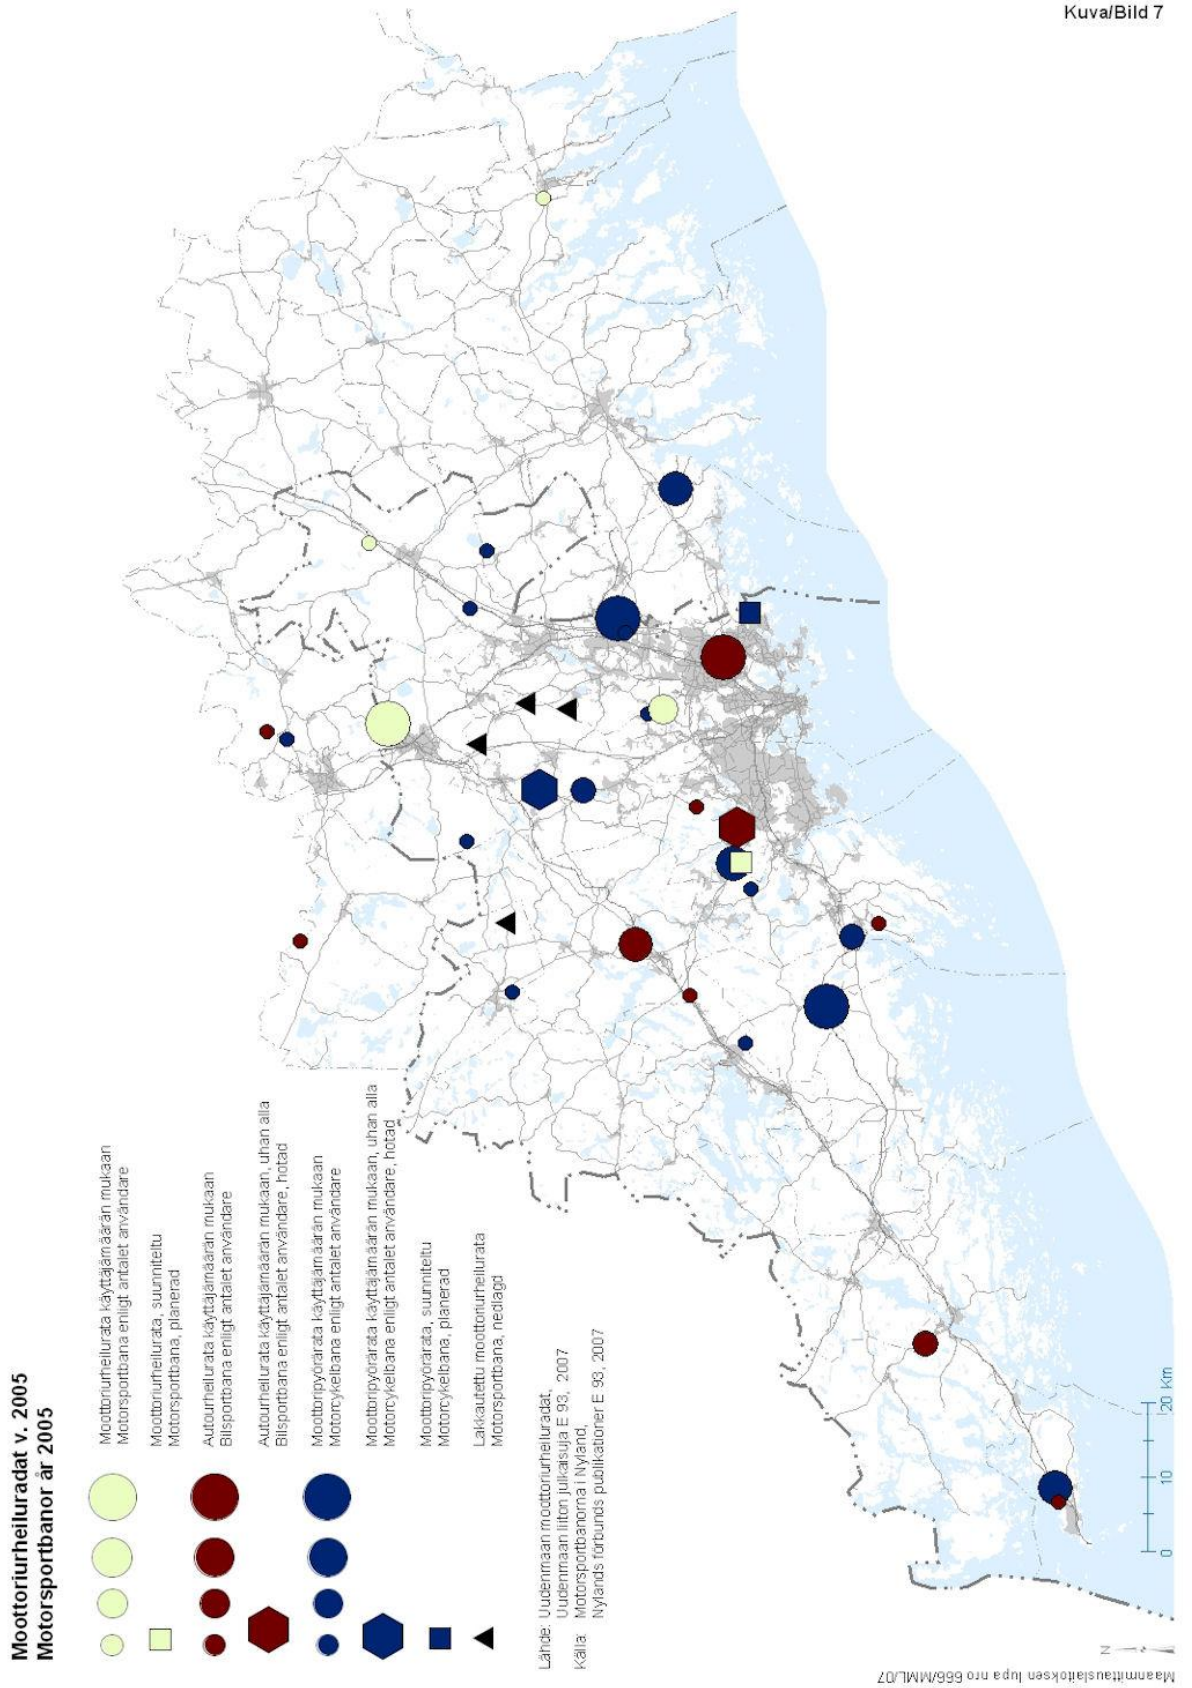 Kuva/Bild 7
Moottoriurheiluradat v. 2005
Motorsportbanor år 2005
Moottoriurheilurata käyttäjämäärän mukaan
Motorsportbana enligt antalet användare
Moottoriurheilurata, suunniteltu
Motorsportbana, planerad
Autourheilurata käyttäjämäärän mukaan
Bilsportbana enligt antalet användare
Autourheilurata käyttäjämäärän mukaan, uhan alla
Bilsportbana enligt antalet användare, hotad
Moottoripyörärata käyttäjämäärän mukaan
Motorcykelbana enligt antalet användare
Moottoripyörärata käyttäjämäärän mukaan, uhan alla
Motorcykelbana enligt antalet användare, hotad
Moottoripyörärata, suunniteltu
Motorcykelbana, planerad
Lakkautettu moottoriurheilurata
Motorsportbana, nedlagd
Lähde: Uudenmaan moottoriurheiluradat,
Uudenmaan liiton julkaisuja E 93, 2007
Källa: Motorsportbanorna i Nyland,
Nylands förbunds publikationer E 93, 2007
0 10 20 Km
N
Maanmittauslaitoksen lupa nro 666/MML/07